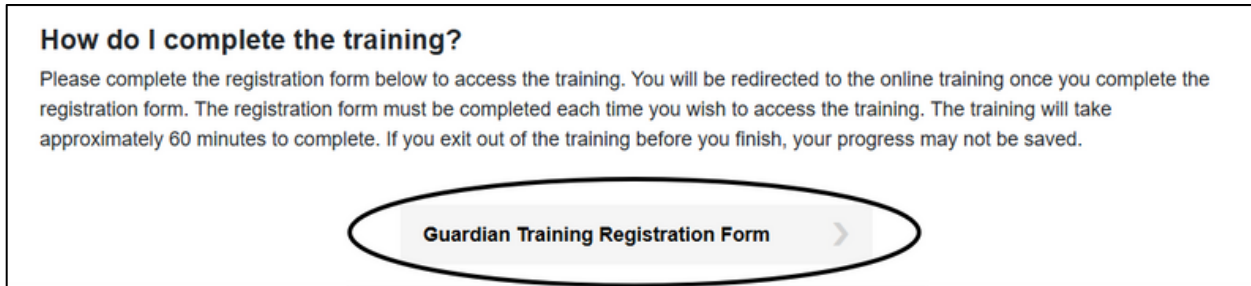 How do I complete the training?
Please complete the registration form below to access the training. You will be redirected to the online training once you complete the
registration form. The registration form must be completed each time you wish to access the training. The training will take
approximately 60 minutes to complete. If you exit out of the training before you finish, your progress may not be saved.
Guardian Training Registration Form